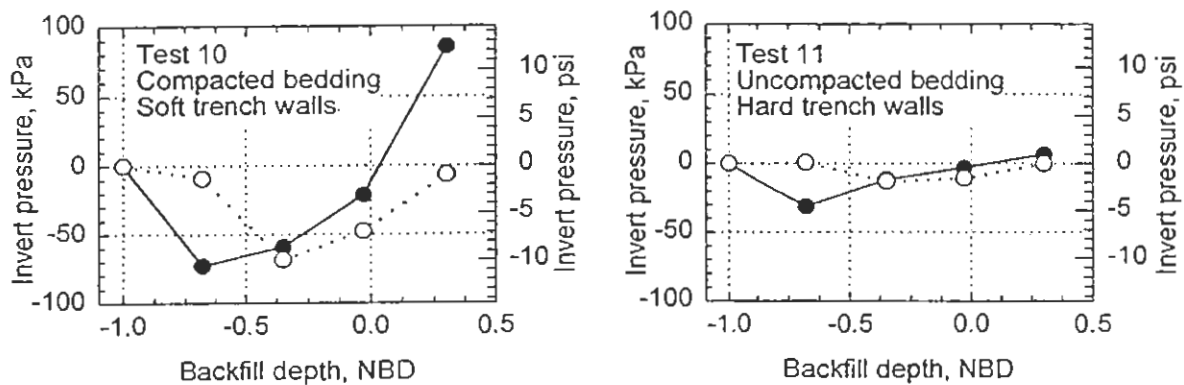 Test 10
Compacted bedding
Soft trench walls
Invert pressure, kPa
100
50
0
-50
-100
10
5
0
-5
-10
Invert pressure, psi
-1.0 -0.5 0.0 0.5
Backfill depth, NBD
Test 11
Uncompacted bedding
Hard trench walls
Invert pressure, kPa
100
50
0
-50
-100
10
5
0
-5
-10
Invert pressure, psi
-1.0 -0.5 0.0 0.5
Backfill depth, NBD